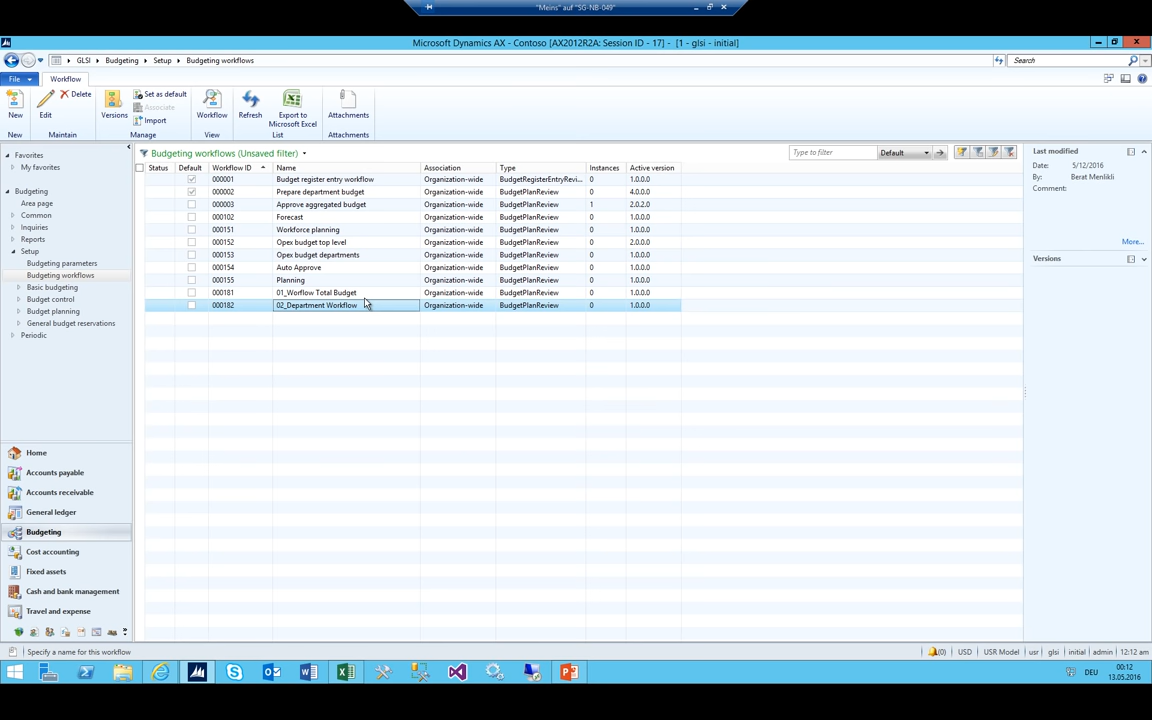 "Meins" auf "SG-NB-049"
Microsoft Dynamics AX - Contoso [AX2012R2A: Session ID - 17] - [1 - glsi - initial]
GLSI Budgeting Setup Budgeting workflows
Search
File Workflow
New Edit Delete Versions Set as default Associate Import Workflow Refresh Export to Microsoft Excel Attachments
New Maintain Manage View List Attachments
Favorites
My favorites
Budgeting
Area page
Common
Inquiries
Reports
Setup
Budgeting parameters
Budgeting workflows
Basic budgeting
Budget control
Budget planning
General budget reservations
Periodic
Home
Accounts payable
Accounts receivable
General ledger
Budgeting
Cost accounting
Fixed assets
Cash and bank management
Travel and expense
Budgeting workflows (Unsaved filter)
Type to filter Default
Status Default Workflow ID Name Association Type Instances Active version
000001 Budget register entry workflow Organization-wide BudgetRegisterEntryRevi... 0 1.0.0.0
000002 Prepare department budget Organization-wide BudgetPlanReview 0 4.0.0.0
000003 Approve aggregated budget Organization-wide BudgetPlanReview 1 2.0.2.0
000102 Forecast Organization-wide BudgetPlanReview 0 1.0.0.0
000151 Workforce planning Organization-wide BudgetPlanReview 0 1.0.0.0
000152 Opex budget top level Organization-wide BudgetPlanReview 0 2.0.0.0
000153 Opex budget departments Organization-wide BudgetPlanReview 0 1.0.0.0
000154 Auto Approve Organization-wide BudgetPlanReview 0 1.0.0.0
000155 Planning Organization-wide BudgetPlanReview 0 1.0.0.0
000181 01_Worflow Total Budget Organization-wide BudgetPlanReview 0 1.0.0.0
000182 02_Department Workflow Organization-wide BudgetPlanReview 0 1.0.0.0
Last modified
Date: 5/12/2016
By: Berat Menlikli
Comment:
More...
Versions
Specify a name for this workflow
(0) USD USR Model usr glsi initial admin 12:12 am
DEU
00:12
13.05.2016